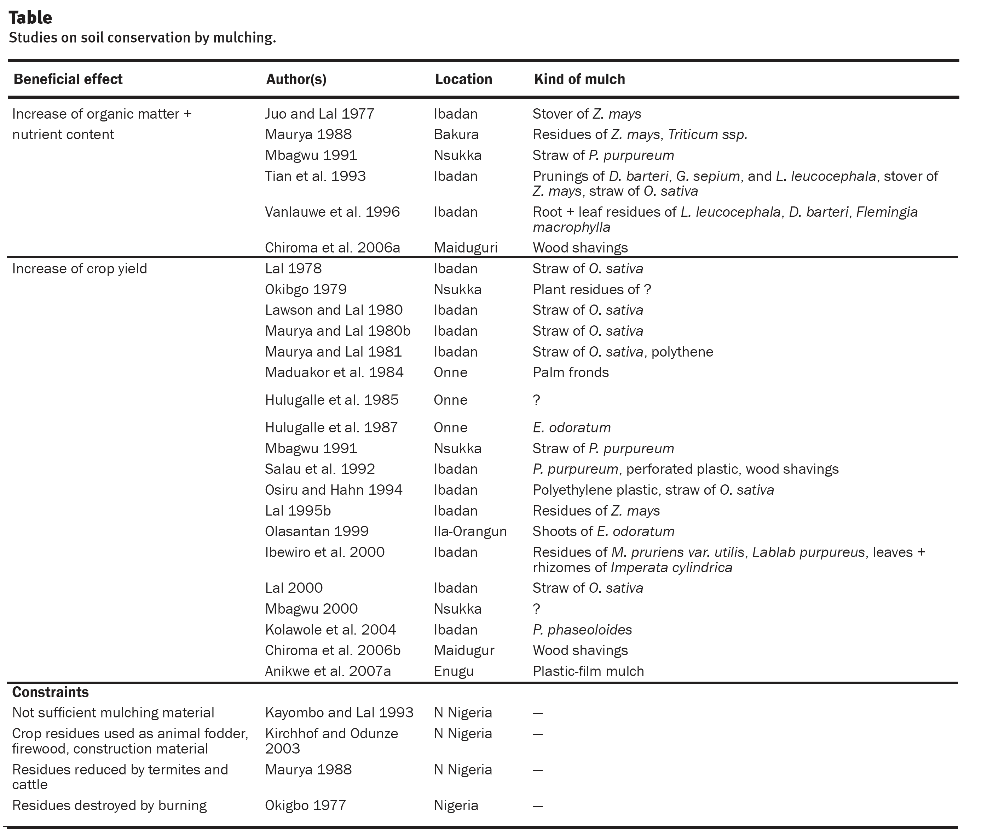 Table
Studies on soil conservation by mulching.
Beneficial effect Author(s) Location Kind of mulch
Increase of organic matter + Juo and Lal 1977 Ibadan Stover of Z. mays
nutrient content Maurya 1988 Bakura Residues of Z. mays, Triticum ssp.
Mbagwu 1991 Nsukka Straw of P. purpureum
Tian et al. 1993 Ibadan Prunings of D. barteri, G. sepium, and L. leucocephala, stover of
Z. mays, straw of O. sativa
Vanlauwe et al. 1996 Ibadan Root + leaf residues of L. leucocephala, D. barteri, Flemingia
macrophylla
Chiroma et al. 2006a Maiduguri Wood shavings
Increase of crop yield Lal 1978 Ibadan Straw of O. sativa
Okibgo 1979 Nsukka Plant residues of ?
Lawson and Lal 1980 Ibadan Straw of O. sativa
Maurya and Lal 1980b Ibadan Straw of O. sativa
Maurya and Lal 1981 Ibadan Straw of O. sativa, polythene
Maduakor et al. 1984 Onne Palm fronds
Hulugalle et al. 1985 Onne ?
Hulugalle et al. 1987 Onne E. odoratum
Mbagwu 1991 Nsukka Straw of P. purpureum
Salau et al. 1992 Ibadan P. purpureum, perforated plastic, wood shavings
Osiru and Hahn 1994 Ibadan Polyethylene plastic, straw of O. sativa
Lal 1995b Ibadan Residues of Z. mays
Olasantan 1999 Ila-Orangun Shoots of E. odoratum
Ibewiro et al. 2000 Ibadan Residues of M. pruriens var. utilis, Lablab purpureus, leaves +
rhizomes of Imperata cylindrica
Lal 2000 Ibadan Straw of O. sativa
Mbagwu 2000 Nsukka ?
Kolawole et al. 2004 Ibadan P. phaseoloides
Chiroma et al. 2006b Maidugur Wood shavings
Anikwe et al. 2007a Enugu Plastic-film mulch
Constraints
Not sufficient mulching material Kayombo and Lal 1993 N Nigeria —
Crop residues used as animal fodder, Kirchhof and Odunze N Nigeria —
firewood, construction material 2003
Residues reduced by termites and Maurya 1988 N Nigeria —
cattle
Residues destroyed by burning Okigbo 1977 Nigeria —